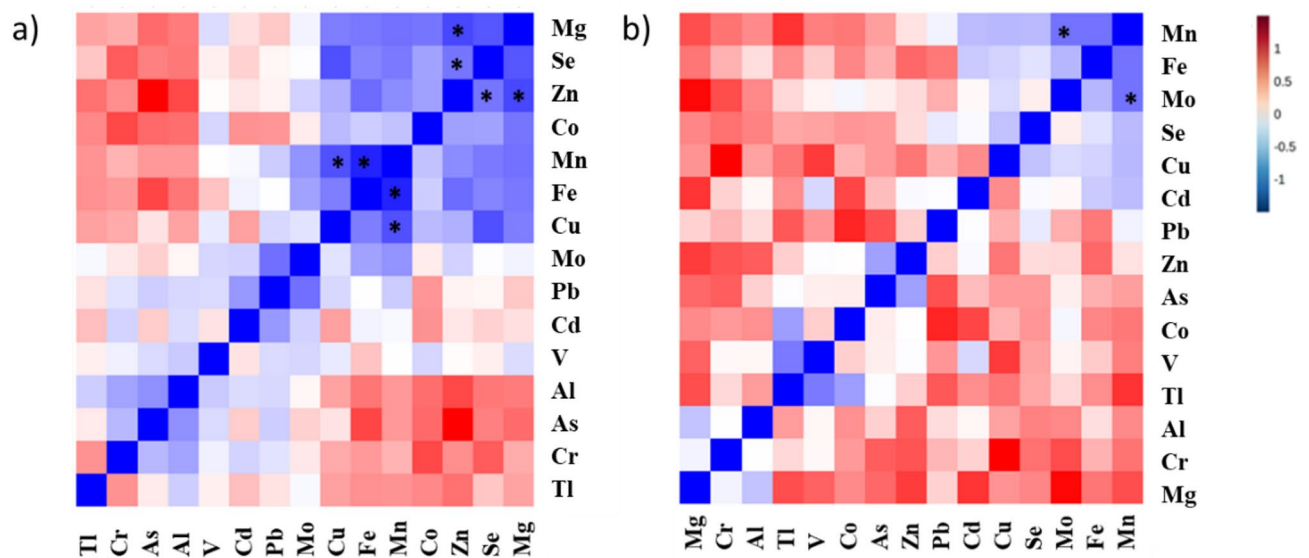 a)
Mg
Se
Zn
Co
Mn
Fe
Cu
Mo
Pb
Cd
V
Al
As
Cr
Tl
Tl Cr As Al V Cd Pb Mo Cu Fe Mn Co Zn Se Mg
b)
Mn
Fe
Mo
Se
Cu
Cd
Pb
Zn
As
Co
V
Tl
Al
Cr
Mg
Mg Cr Al Tl V Co As Zn Pb Cd Cu Se Mo Fe Mn
1
0.5
0
-0.5
-1